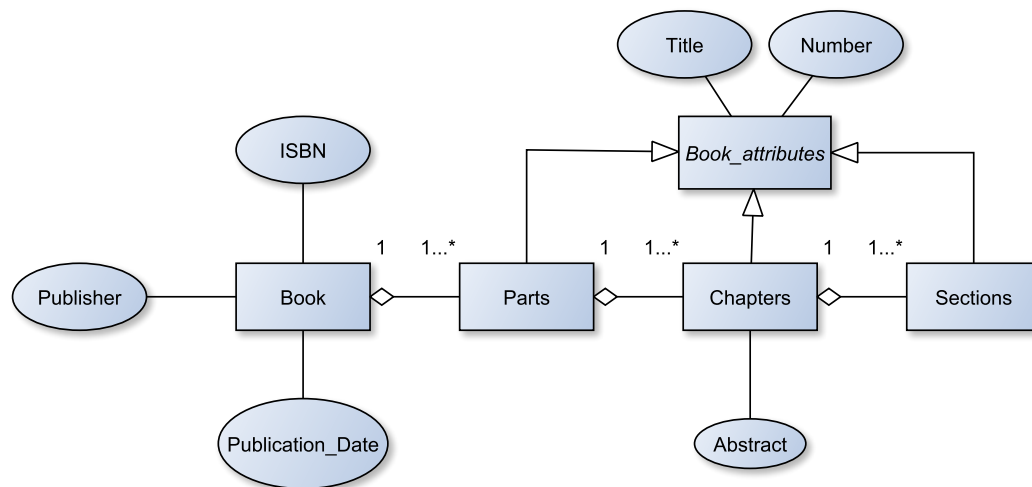 Title
Number
Book_attributes
ISBN
1
1...*
1
1...*
1
1...*
Publisher
Book
Parts
Chapters
Sections
Publication_Date
Abstract